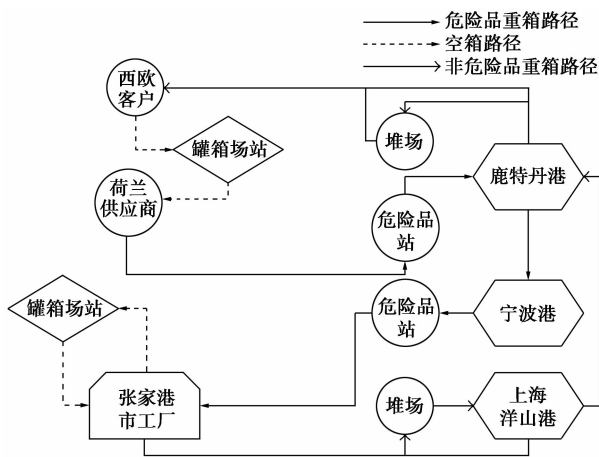 危险品重箱路径
空箱路径
非危险品重箱路径
西欧
客户
罐箱场站
堆场
鹿特丹港
荷兰
供应商
危险品
站
罐箱场站
危险品
站
宁波港
张家港
市工厂
堆场
上海
洋山港